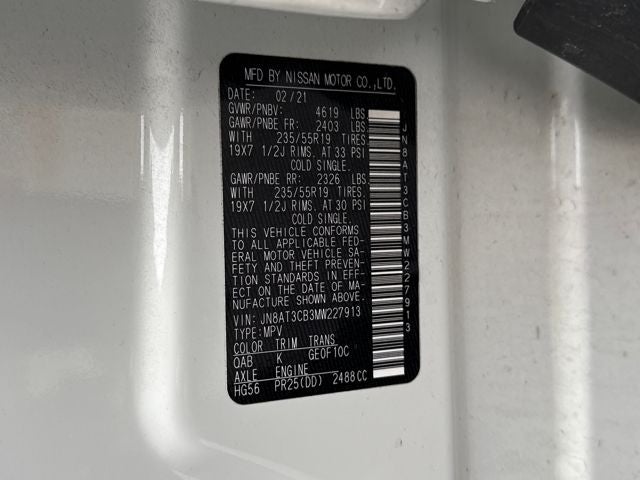 MFD BY NISSAN MOTOR CO.,LTD.
DATE: 02/21
GVWR/PNBV: 4619 LBS
GAWR/PNBE FR: 2403 LBS
WITH 235/55R19 TIRES.
19X7 1/2J RIMS. AT 33 PSI
COLD SINGLE.
GAWR/PNBE RR: 2326 LBS
WITH 235/55R19 TIRES.
19X7 1/2J RIMS. AT 30 PSI
COLD SINGLE.
THIS VEHICLE CONFORMS
TO ALL APPLICABLE FED-
ERAL MOTOR VEHICLE SA-
FETY AND THEFT PREVEN-
TION STANDARDS IN EFF-
ECT ON THE DATE OF MA-
NUFACTURE SHOWN ABOVE.
VIN: JN8AT3CB3MW227913
TYPE: MPV
COLOR TRIM TRANS
QAB K GE0F10C
AXLE ENGINE
HG56 PR25(DD) 2488CC
JN8AT3CB3MW227913